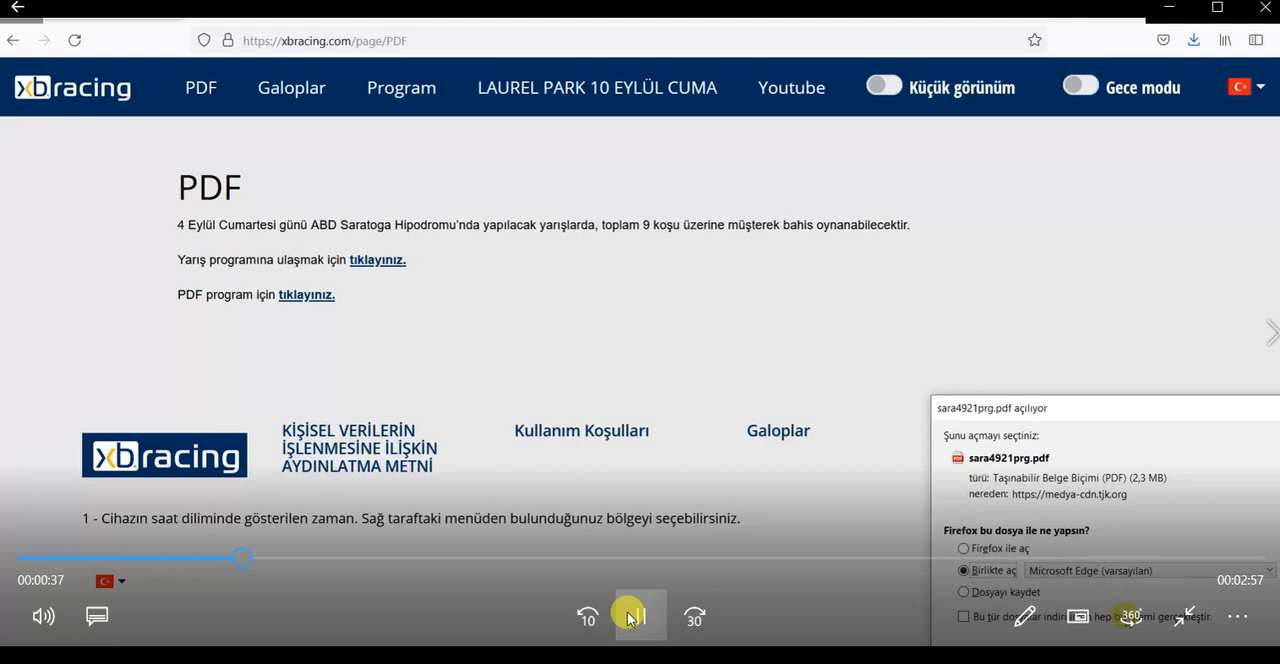 https://xbracing.com/page/PDF
xbracing PDF Galoplar Program LAUREL PARK 10 EYLÜL CUMA Youtube Küçük görünüm Gece modu
PDF
4 Eylül Cumartesi günü ABD Saratoga Hipodromu'nda yapılacak yarışlarda, toplam 9 koşu üzerine müşterek bahis oynanabilecektir.
Yarış programına ulaşmak için tıklayınız.
PDF program için tıklayınız.
xbracing
KİŞİSEL VERİLERİN
İŞLENMESİNE İLİŞKİN
AYDINLATMA METNİ
Kullanım Koşulları
Galoplar
1 - Cihazın saat diliminde gösterilen zaman. Sağ taraftaki menüden bulunduğunuz bölgeyi seçebilirsiniz.
sara4921prg.pdf açılıyor
Şunu açmayı seçtiniz:
sara4921prg.pdf
türü: Taşınabilir Belge Biçimi (PDF) (2,3 MB)
nereden: https://medya-cdn.tjk.org
Firefox bu dosya ile ne yapsın?
Firefox ile aç
Birlikte aç Microsoft Edge (varsayılan)
Dosyayı kaydet
Bu tür
00:00:37
00:02:57
10
30
360